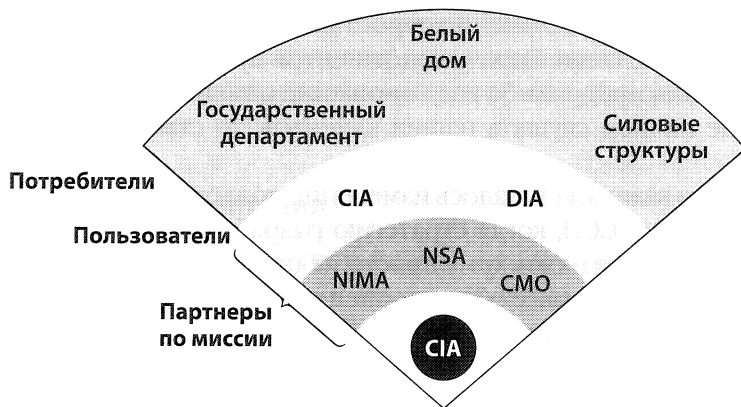 Белый
дом
Государственный
департамент
Силовые
структуры
Потребители
CIA
DIA
Пользователи
NSA
NIMA
CMO
Партнеры
по миссии
CIA